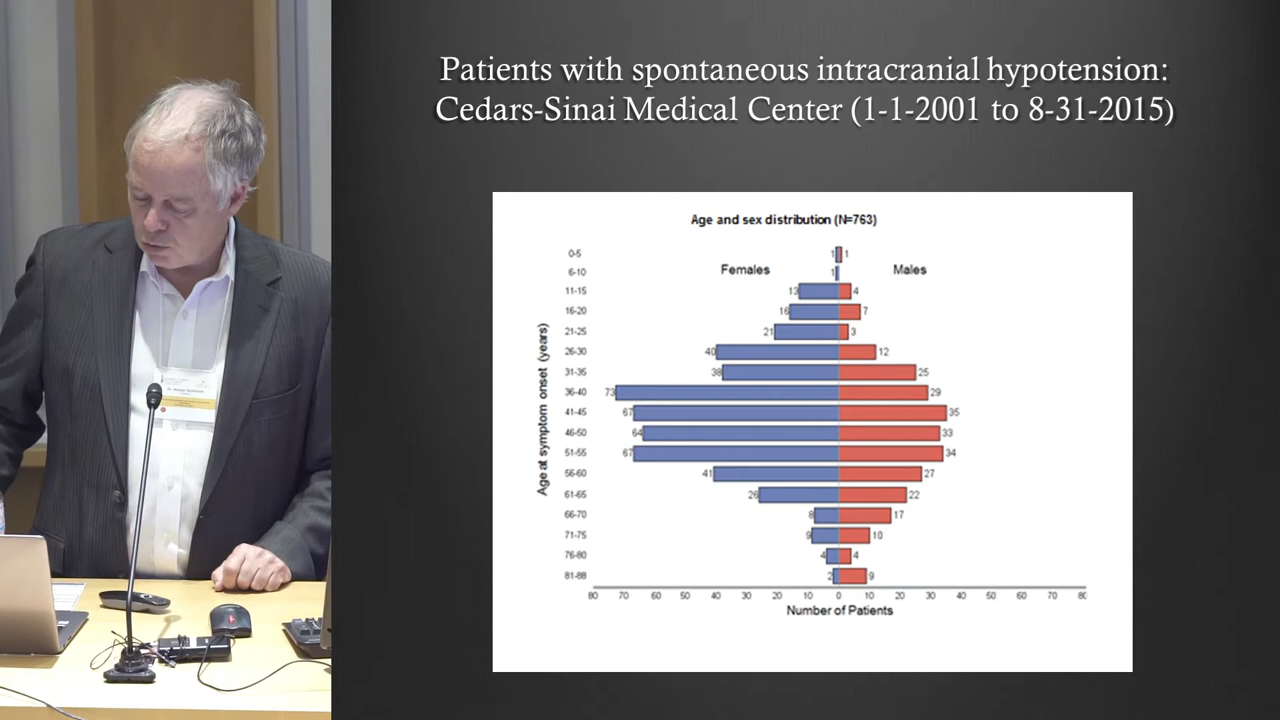 Patients with spontaneous intracranial hypotension:
Cedars-Sinai Medical Center (1-1-2001 to 8-31-2015)
Age and sex distribution (N=763)
Females Males
Age at symptom onset (years)
0-5 1 1
6-10 1
11-15 13 4
16-20 16 7
21-25 21 3
26-30 40 12
31-35 38 25
36-40 73 29
41-45 67 35
46-50 64 33
51-55 67 34
56-60 41 27
61-65 26 22
66-70 8 17
71-75 9 10
76-80 4 4
81-88 2 9
80 70 60 50 40 30 20 10 0 10 20 30 40 50 60 70 80
Number of Patients